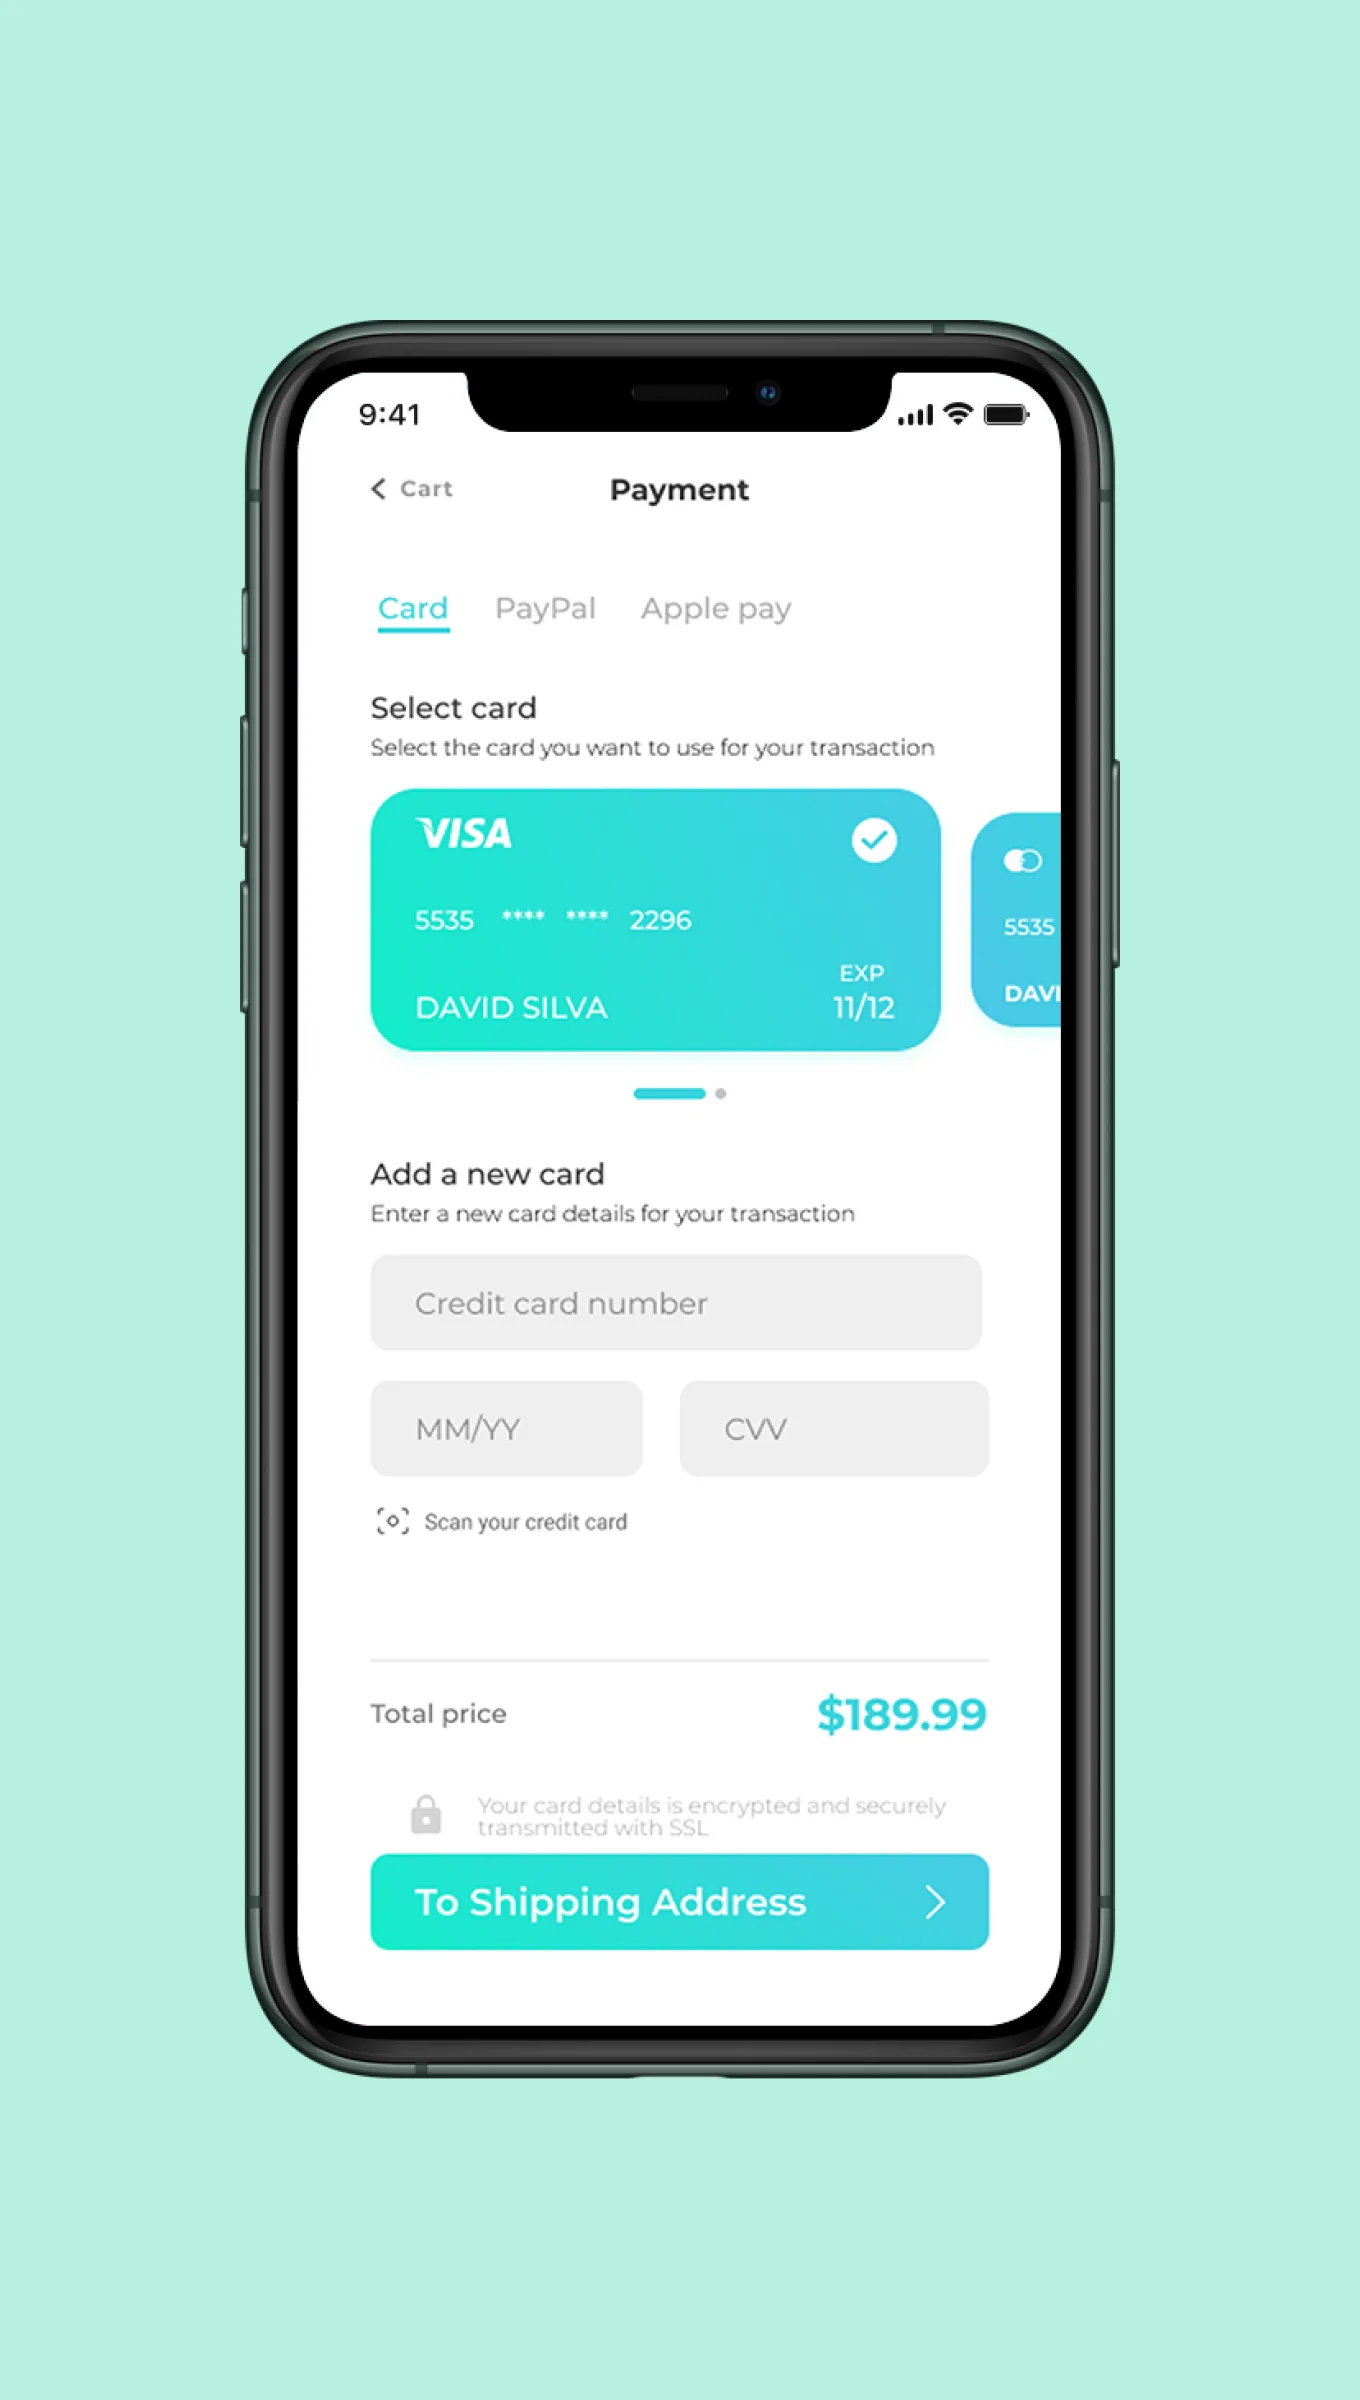 9:41
Cart
Payment
Card PayPal Apple pay
Select card
Select the card you want to use for your transaction
VISA
5535 **** **** 2296
EXP
DAVID SILVA 11/12
5535
DAVI
Add a new card
Enter a new card details for your transaction
Credit card number
MM/YY CVV
Scan your credit card
Total price $189.99
Your card details is encrypted and securely
transmitted with SSL
To Shipping Address